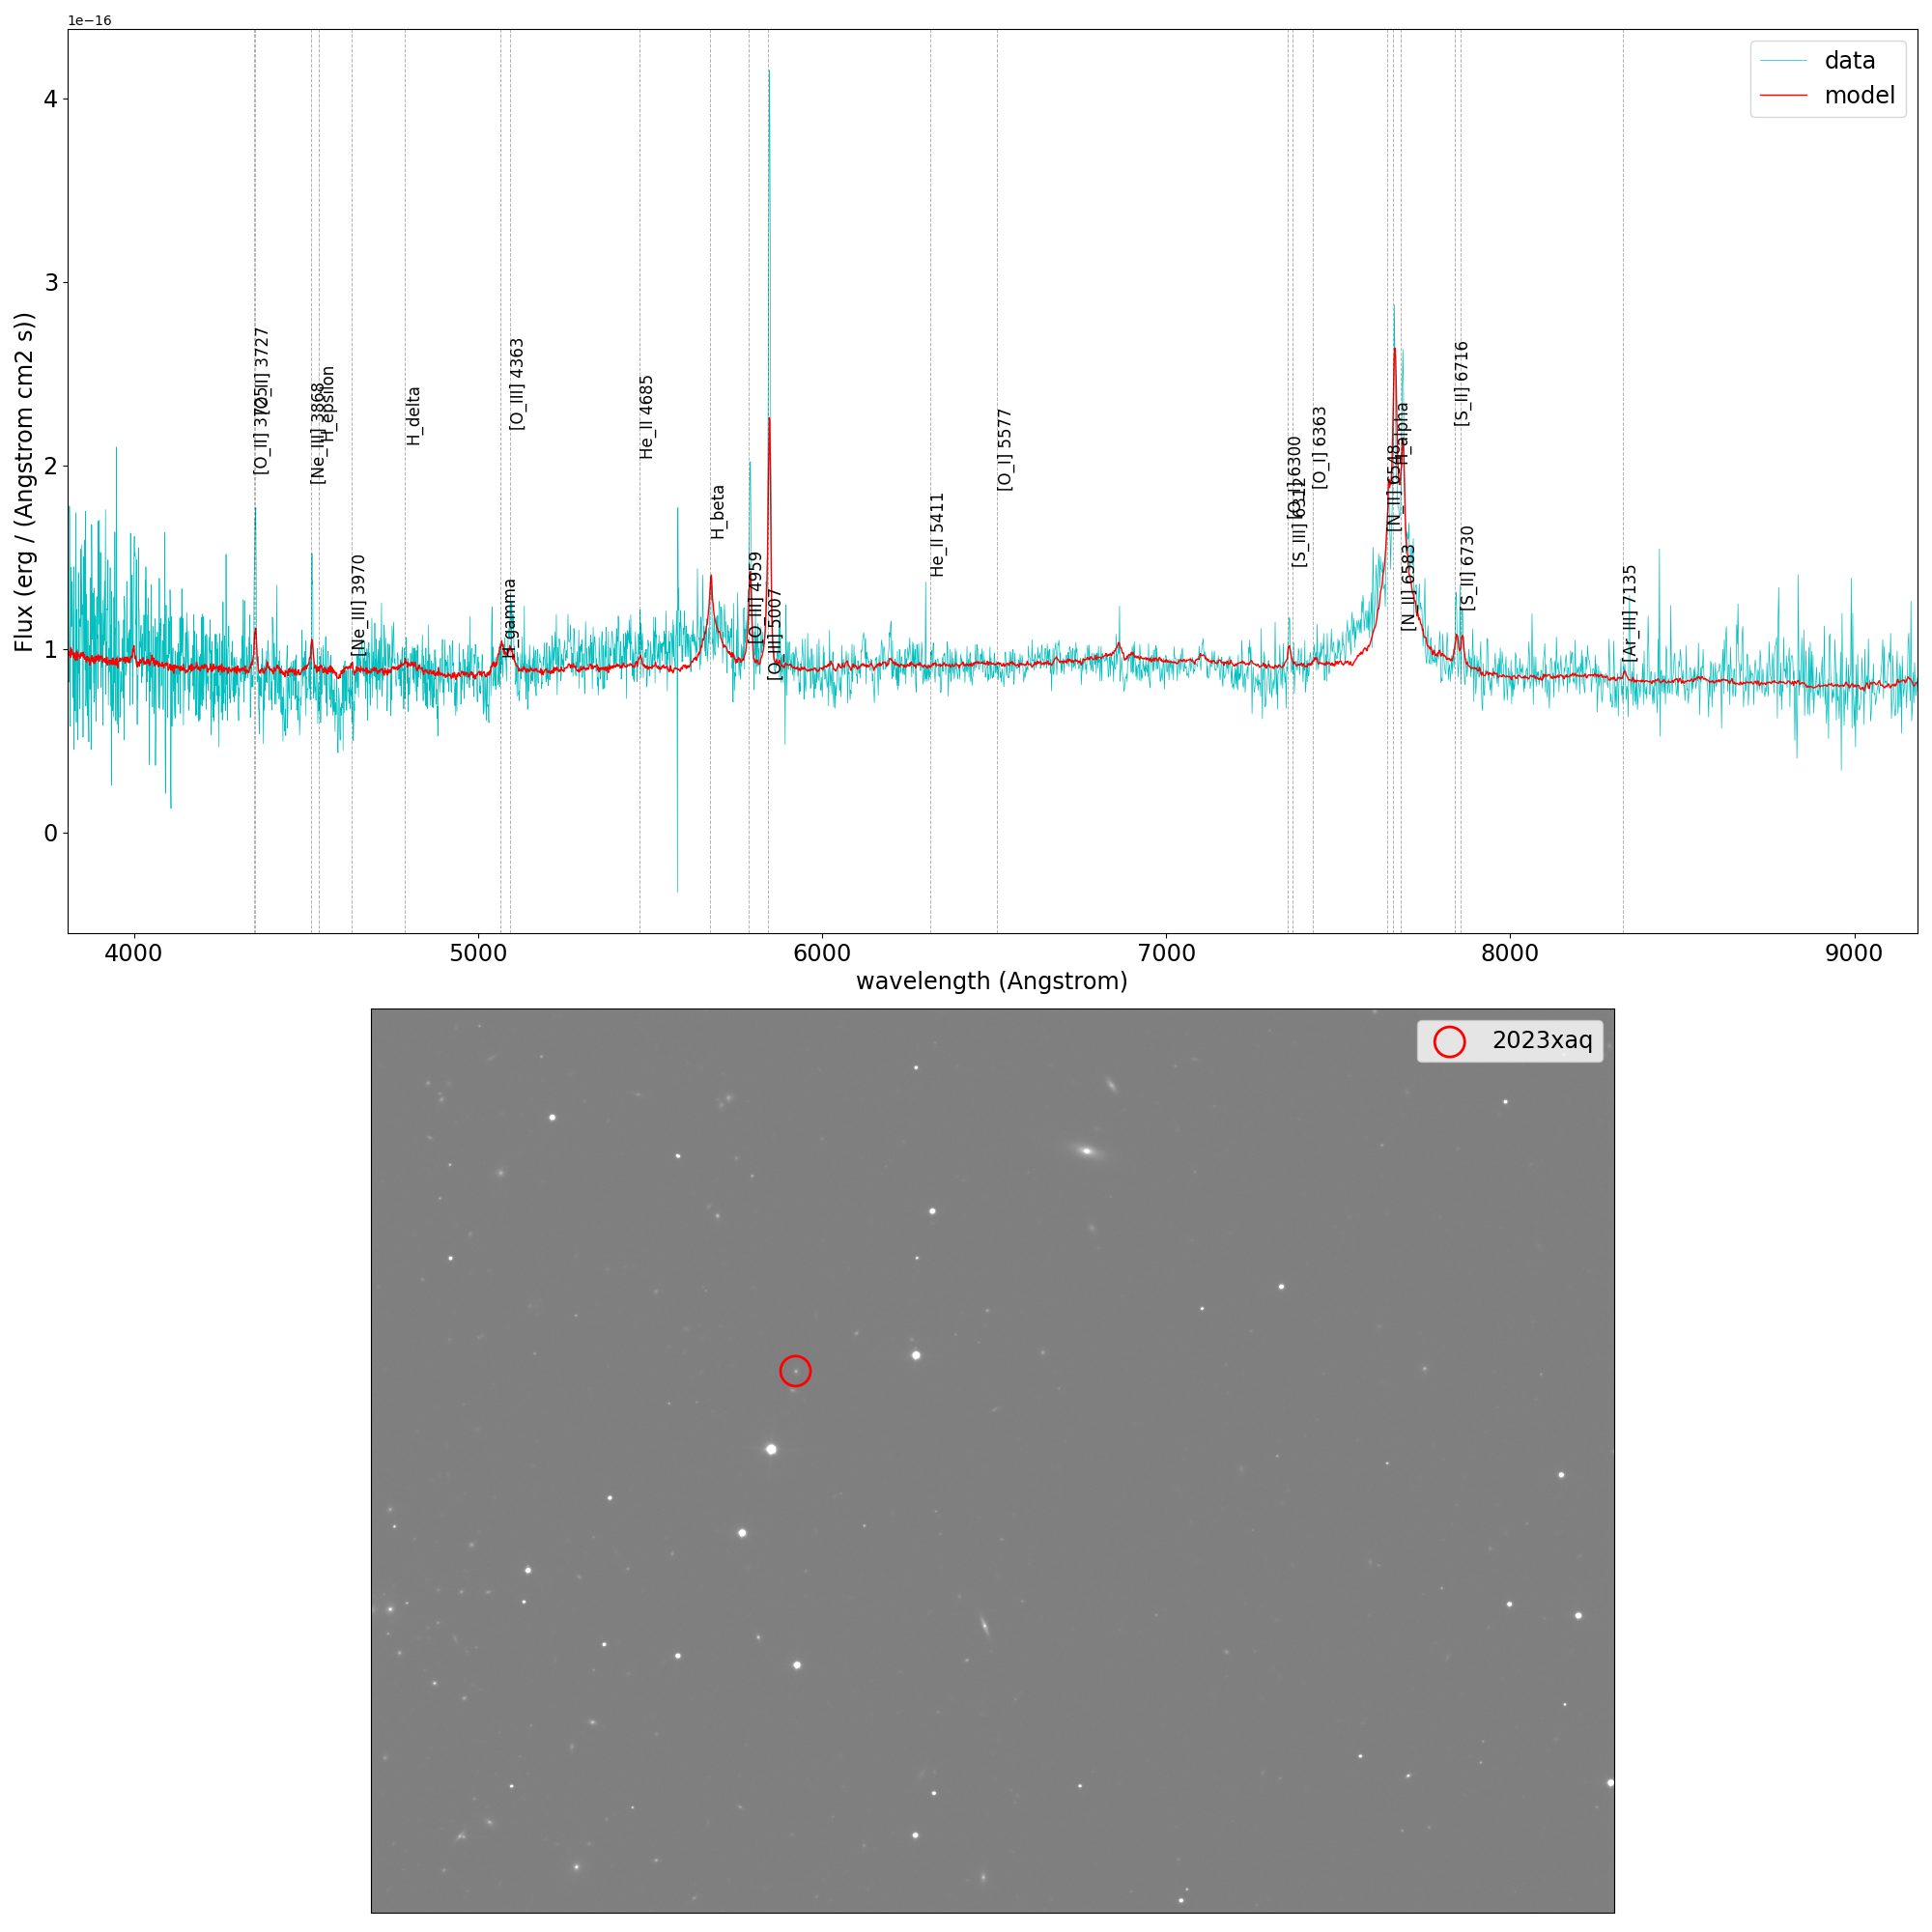 1e−16
data
model
4
3
2
1
0
Flux (erg / (Angstrom cm2 s))
[O_II] 3725
[O_II] 3727
[Ne_III] 3868
H_epsilon
[Ne_III] 3970
H_delta
H_gamma
[O_III] 4363
He_II 4685
H_beta
[O_III] 4959
[O_III] 5007
He_II 5411
[O_I] 5577
[O_I] 6300
[S_III] 6312
[O_I] 6363
[N_II] 6548
H_alpha
[N_II] 6583
[S_II] 6716
[S_II] 6730
[Ar_III] 7135
4000
5000
6000
7000
8000
9000
wavelength (Angstrom)
2023xaq